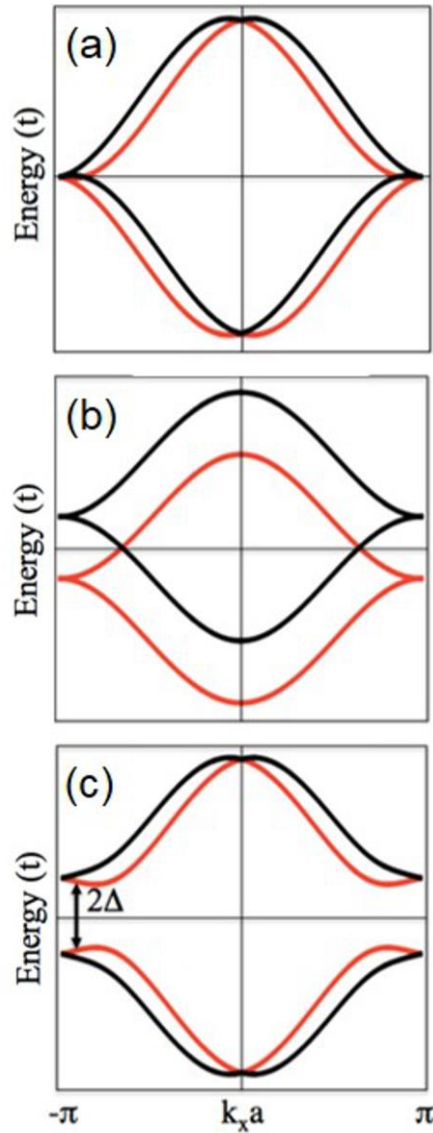 (a)
Energy (t)
(b)
Energy (t)
(c)
Energy (t)
2Δ
-π
kₓa
π